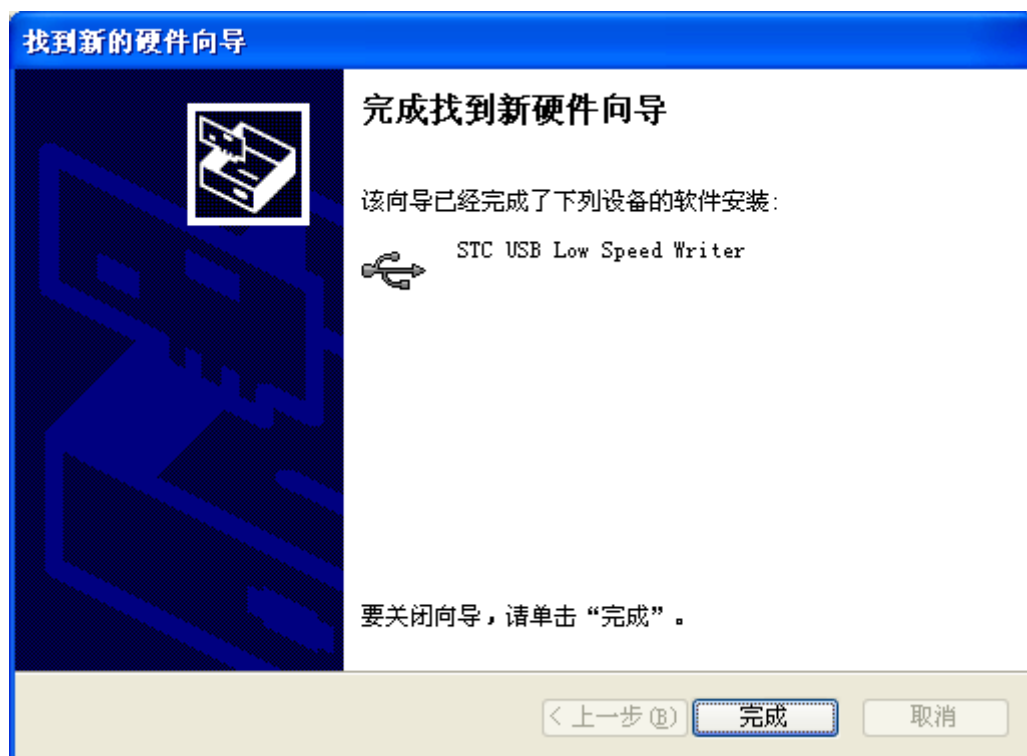 找到新的硬件向导
完成找到新硬件向导
该向导已经完成了下列设备的软件安装:
STC USB Low Speed Writer
要关闭向导，请单击“完成”。
< 上一步(B)
完成
取消